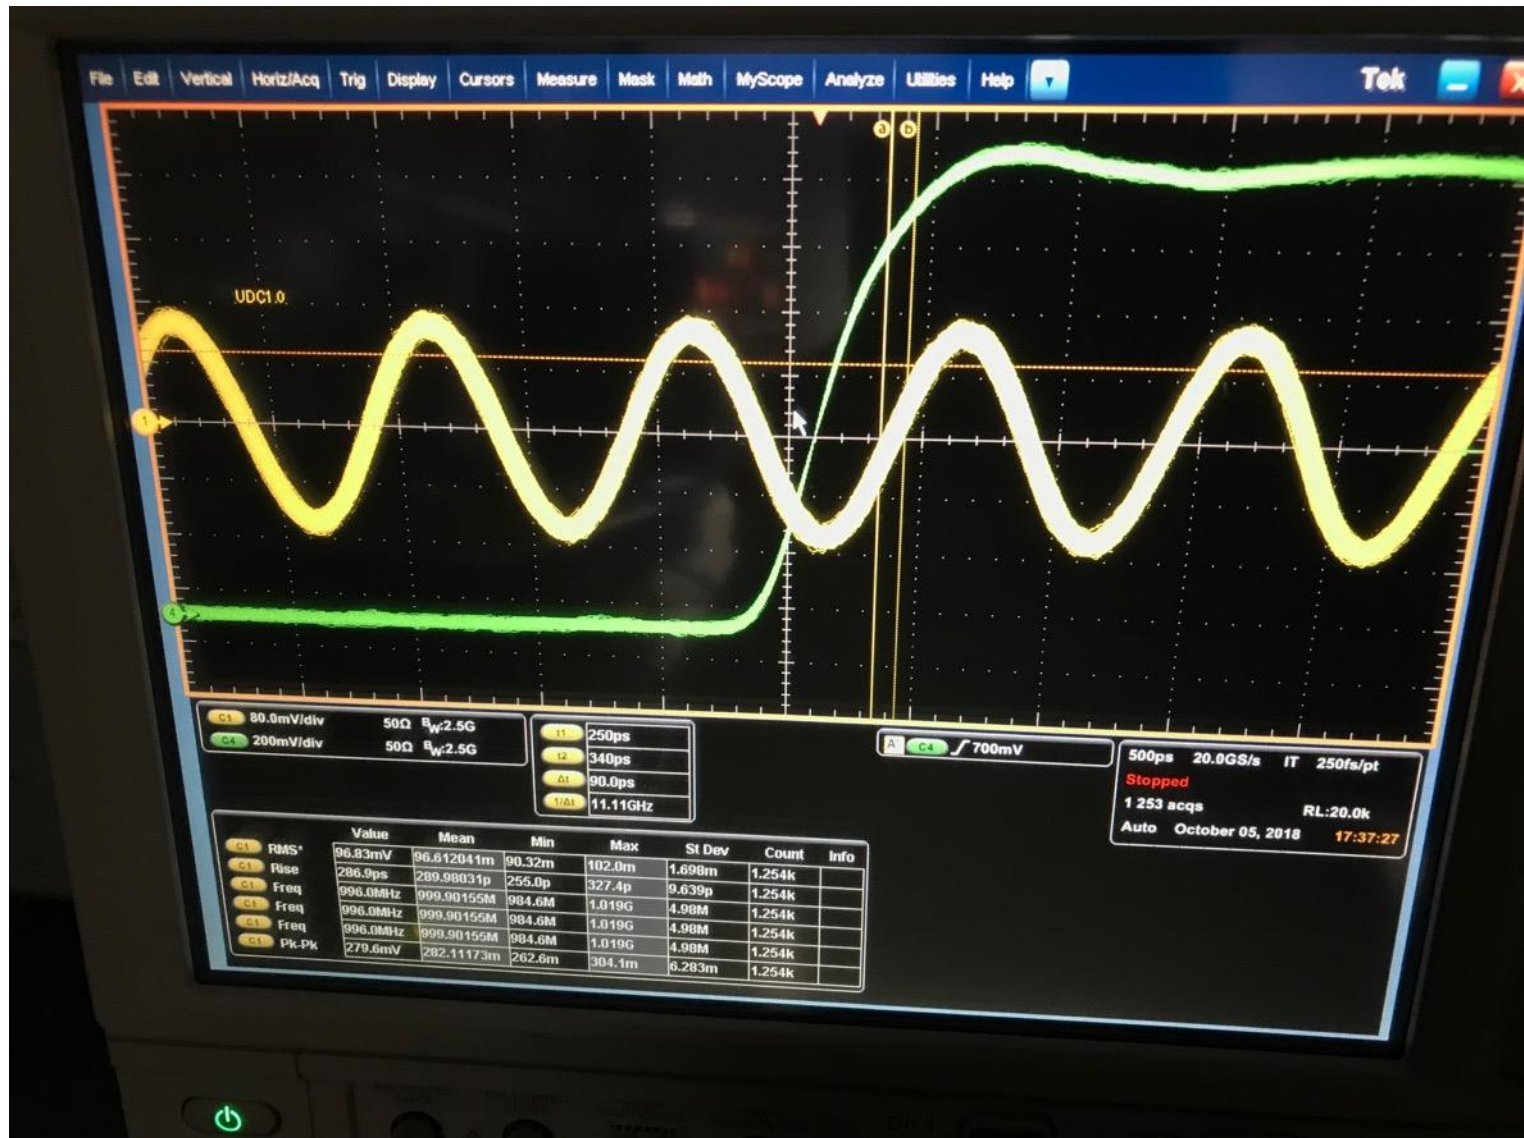 File Edit Vertical Horiz/Acq Trig Display Cursors Measure Mask Math MyScope Analyze Utilities Help Tek X
a b
UDC1.0
1
4
C1 80.0mV/div 50Ω BW:2.5G
C4 200mV/div 50Ω BW:2.5G
t1 250ps
t2 340ps
Δt 90.0ps
1/Δt 11.11GHz
A' C4 700mV
500ps 20.0GS/s IT 250fs/pt
Stopped
1 253 acqs RL:20.0k
Auto October 05, 2018 17:37:27
Value Mean Min Max St Dev Count Info
C1 RMS* 96.83mV 96.612041m 90.32m 102.0m 1.698m 1.254k
C1 Rise 286.9ps 289.98031p 255.0p 327.4p 9.639p 1.254k
C1 Freq 996.0MHz 999.90155M 984.6M 1.019G 4.98M 1.254k
C1 Freq 996.0MHz 999.90155M 984.6M 1.019G 4.98M 1.254k
C1 Freq 996.0MHz 999.90155M 984.6M 1.019G 4.98M 1.254k
C1 Pk-Pk 279.6mV 282.11173m 262.6m 304.1m 6.283m 1.254k